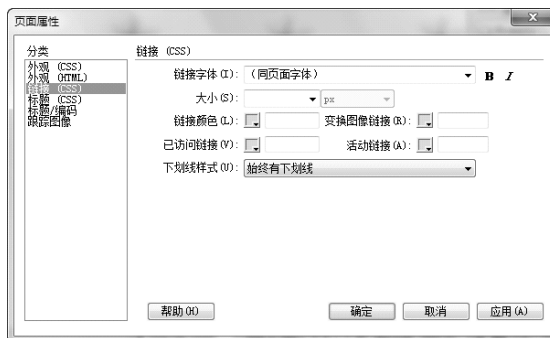 页面属性
分类
外观 (CSS)
外观 (HTML)
链接 (CSS)
标题 (CSS)
标题/编码
跟踪图像
链接 (CSS)
链接字体(I): (同页面字体) B I
大小(S): px
链接颜色(L): 变换图像链接(R):
已访问链接(V): 活动链接(A):
下划线样式(U): 始终有下划线
帮助(H) 确定 取消 应用(A)